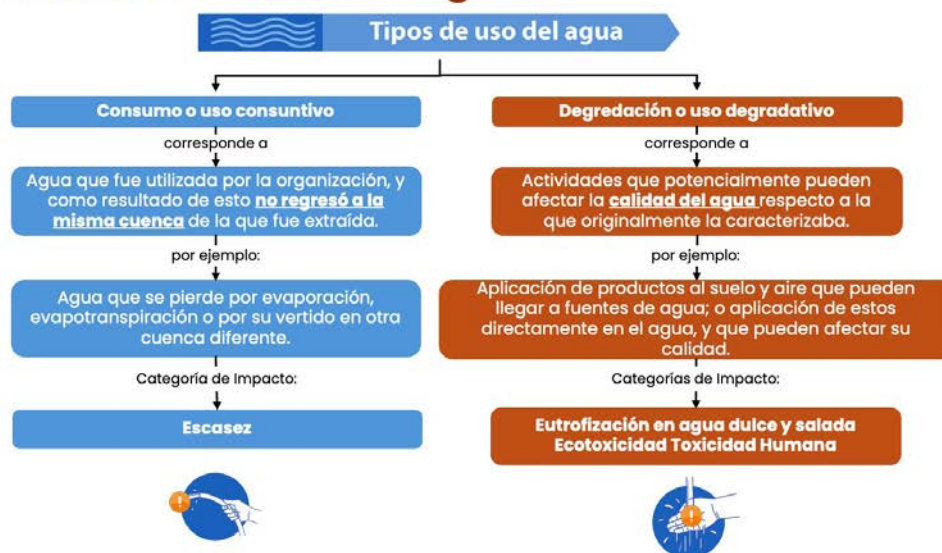 Tipos de uso del agua
Consumo o uso consuntivo
corresponde a
Agua que fue utilizada por la organización, y
como resultado de esto no regresó a la
misma cuenca de la que fue extraída.
por ejemplo:
Agua que se pierde por evaporación,
evapotranspiración o por su vertido en otra
cuenca diferente.
Categoría de Impacto:
Escasez
Degredación o uso degradativo
corresponde a
Actividades que potencialmente pueden
afectar la calidad del agua respecto a la
que originalmente la caracterizaba.
por ejemplo:
Aplicación de productos al suelo y aire que pueden
llegar a fuentes de agua; o aplicación de estos
directamente en el agua, y que pueden afectar su
calidad.
Categorías de Impacto:
Eutrofización en agua dulce y salada
Ecotoxicidad Toxicidad Humana